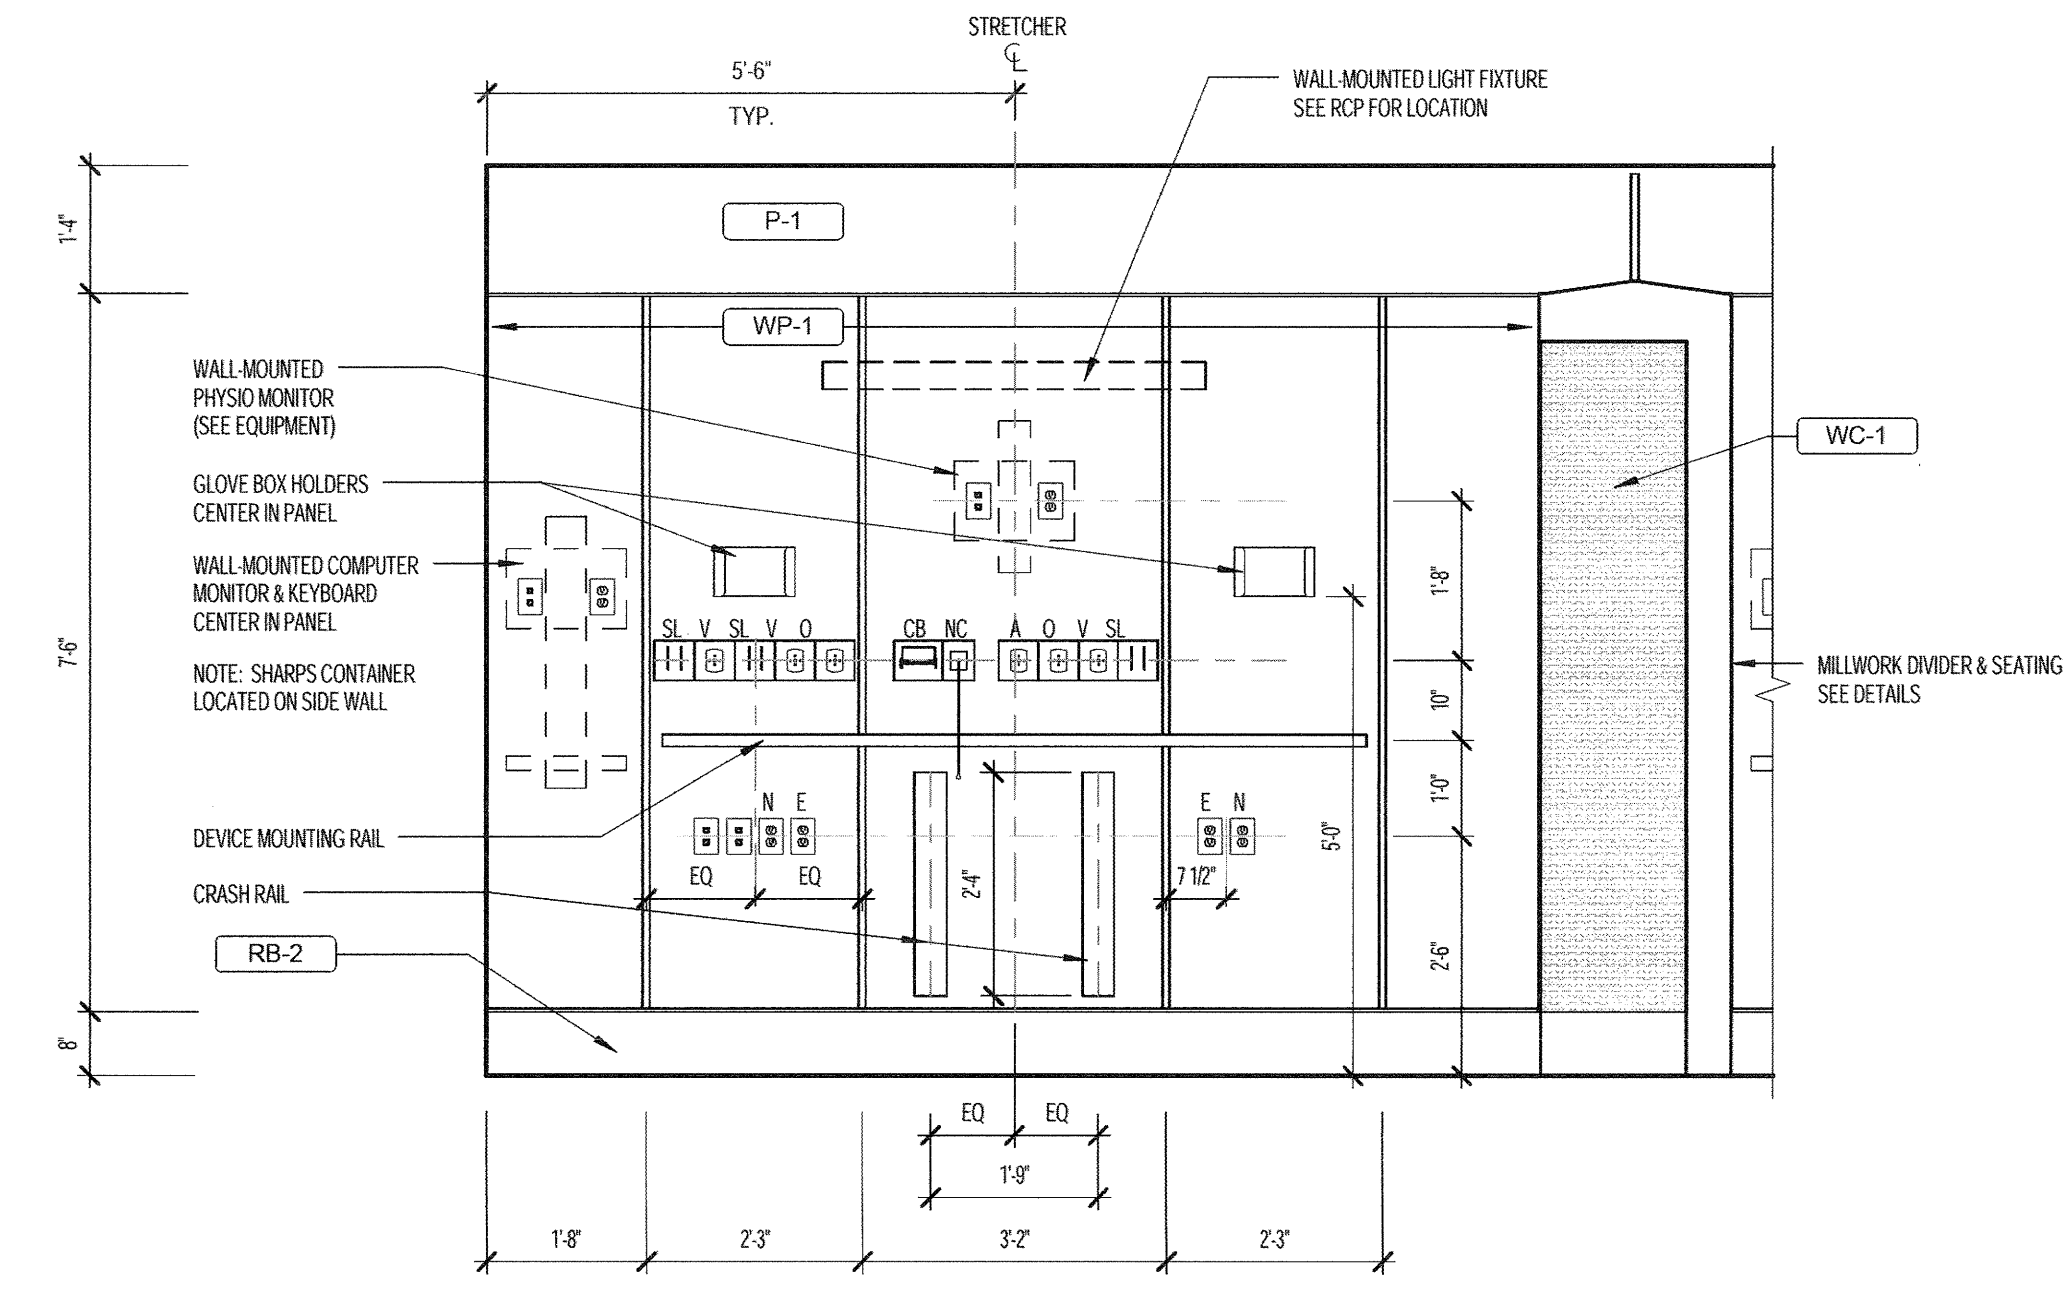 STRETCHER
℄
5'-6"
TYP.
WALL-MOUNTED LIGHT FIXTURE
SEE RCP FOR LOCATION
1'-4"
P-1
WP-1
WALL-MOUNTED
PHYSIO MONITOR
(SEE EQUIPMENT)
WC-1
GLOVE BOX HOLDERS
CENTER IN PANEL
WALL-MOUNTED COMPUTER
MONITOR & KEYBOARD
CENTER IN PANEL
1'-8"
7'-6"
SL V SL V O CB NC A O V SL
NOTE: SHARPS CONTAINER
LOCATED ON SIDE WALL
MILLWORK DIVIDER & SEATING
SEE DETAILS
10"
1'-0"
N E
E N
DEVICE MOUNTING RAIL
5'-0"
EQ EQ
2'-4"
7 1/2"
CRASH RAIL
RB-2
2'-6"
8"
EQ EQ
1'-9"
1'-8" 2'-3" 3'-2" 2'-3"